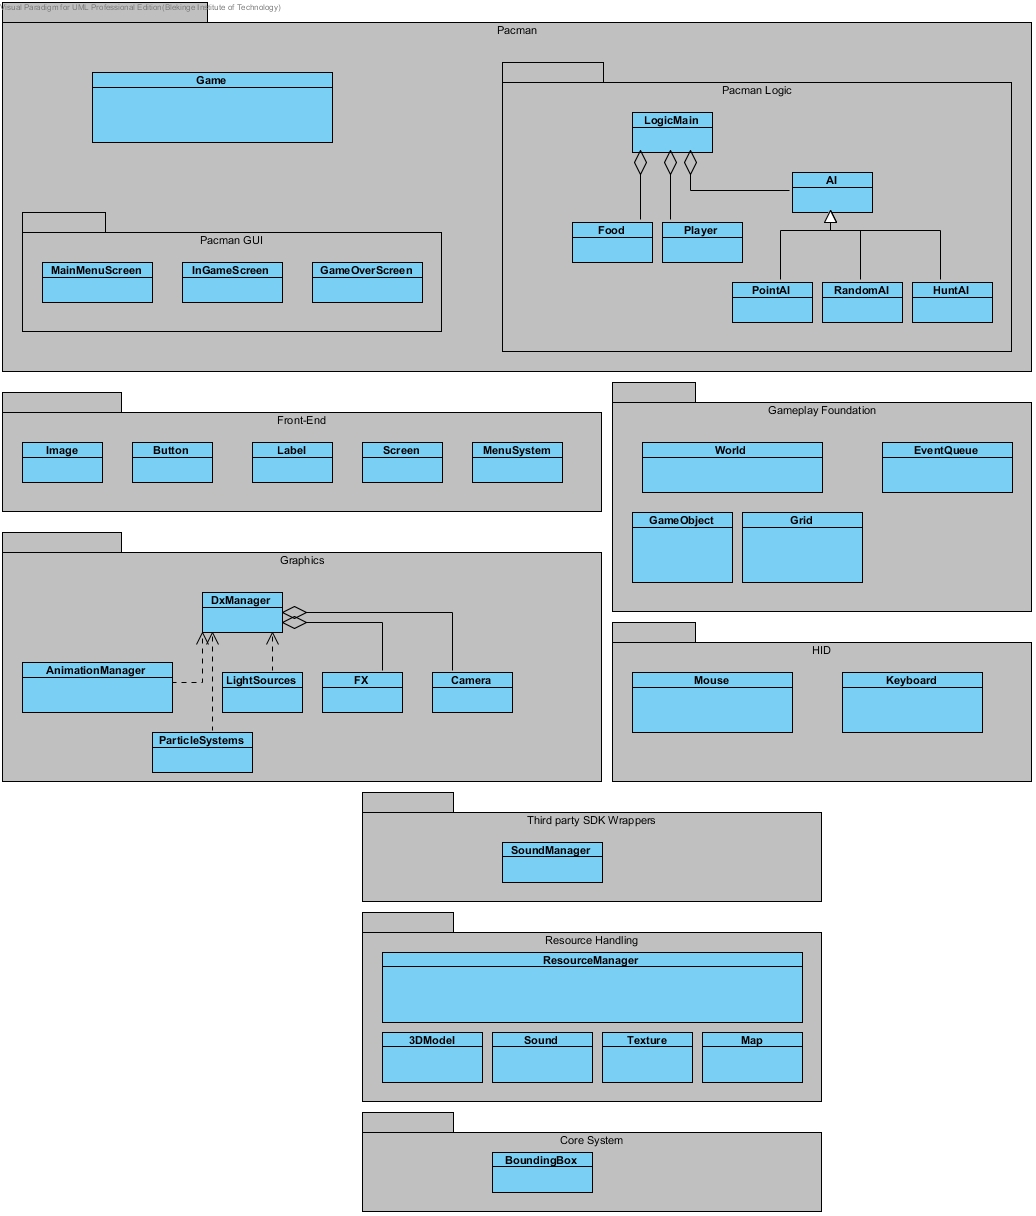 Visual Paradigm for UML Professional Edition(Blekinge Institute of Technology)
Pacman
Game
Pacman Logic
LogicMain
AI
Food
Player
PointAI
RandomAI
HuntAI
Pacman GUI
MainMenuScreen
InGameScreen
GameOverScreen
Front-End
Image
Button
Label
Screen
MenuSystem
Gameplay Foundation
World
EventQueue
GameObject
Grid
Graphics
DxManager
AnimationManager
LightSources
FX
Camera
ParticleSystems
HID
Mouse
Keyboard
Third party SDK Wrappers
SoundManager
Resource Handling
ResourceManager
3DModel
Sound
Texture
Map
Core System
BoundingBox